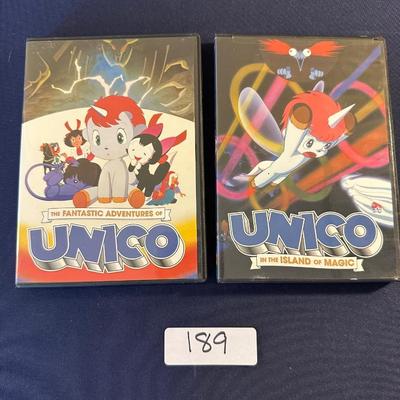 THE FANTASTIC ADVENTURES OF
UNICO
UNICO
IN THE ISLAND OF MAGIC
189